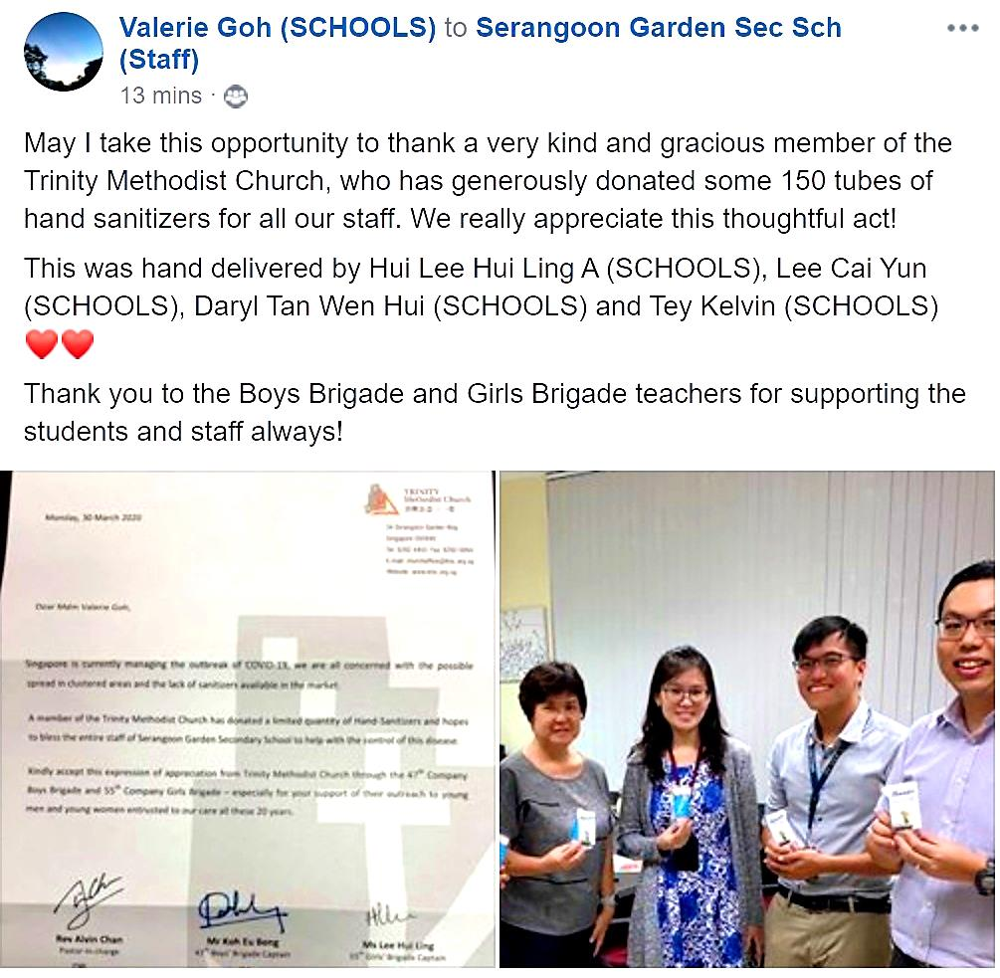 Valerie Goh (SCHOOLS) to Serangoon Garden Sec Sch
(Staff)
13 mins ·
May I take this opportunity to thank a very kind and gracious member of the
Trinity Methodist Church, who has generously donated some 150 tubes of
hand sanitizers for all our staff. We really appreciate this thoughtful act!
This was hand delivered by Hui Lee Hui Ling A (SCHOOLS), Lee Cai Yun
(SCHOOLS), Daryl Tan Wen Hui (SCHOOLS) and Tey Kelvin (SCHOOLS)
❤️❤️
Thank you to the Boys Brigade and Girls Brigade teachers for supporting the
students and staff always!
TRINITY
Methodist Church
Monday, 30 March 2020
Dear Mdm Valerie Goh,
Singapore is currently managing the outbreak of COVID-19, we are all concerned with the possible
spread in clustered areas and the lack of sanitizers available in the market.
A member of the Trinity Methodist Church has donated a limited quantity of Hand-Sanitizers and hopes
to bless the entire staff of Serangoon Garden Secondary School to help with the control of this disease.
Kindly accept this expression of appreciation from Trinity Methodist Church through the 47th Company
Boys Brigade and 55th Company Girls Brigade – especially for your support of their outreach to young
men and young women entrusted to our care all these 20 years.
Rev Alvin Chan
Pastor-in-charge
Mr Koh Eu Beng
47th Boys' Brigade Captain
Ms Lee Hui Ling
55th Girls' Brigade Captain